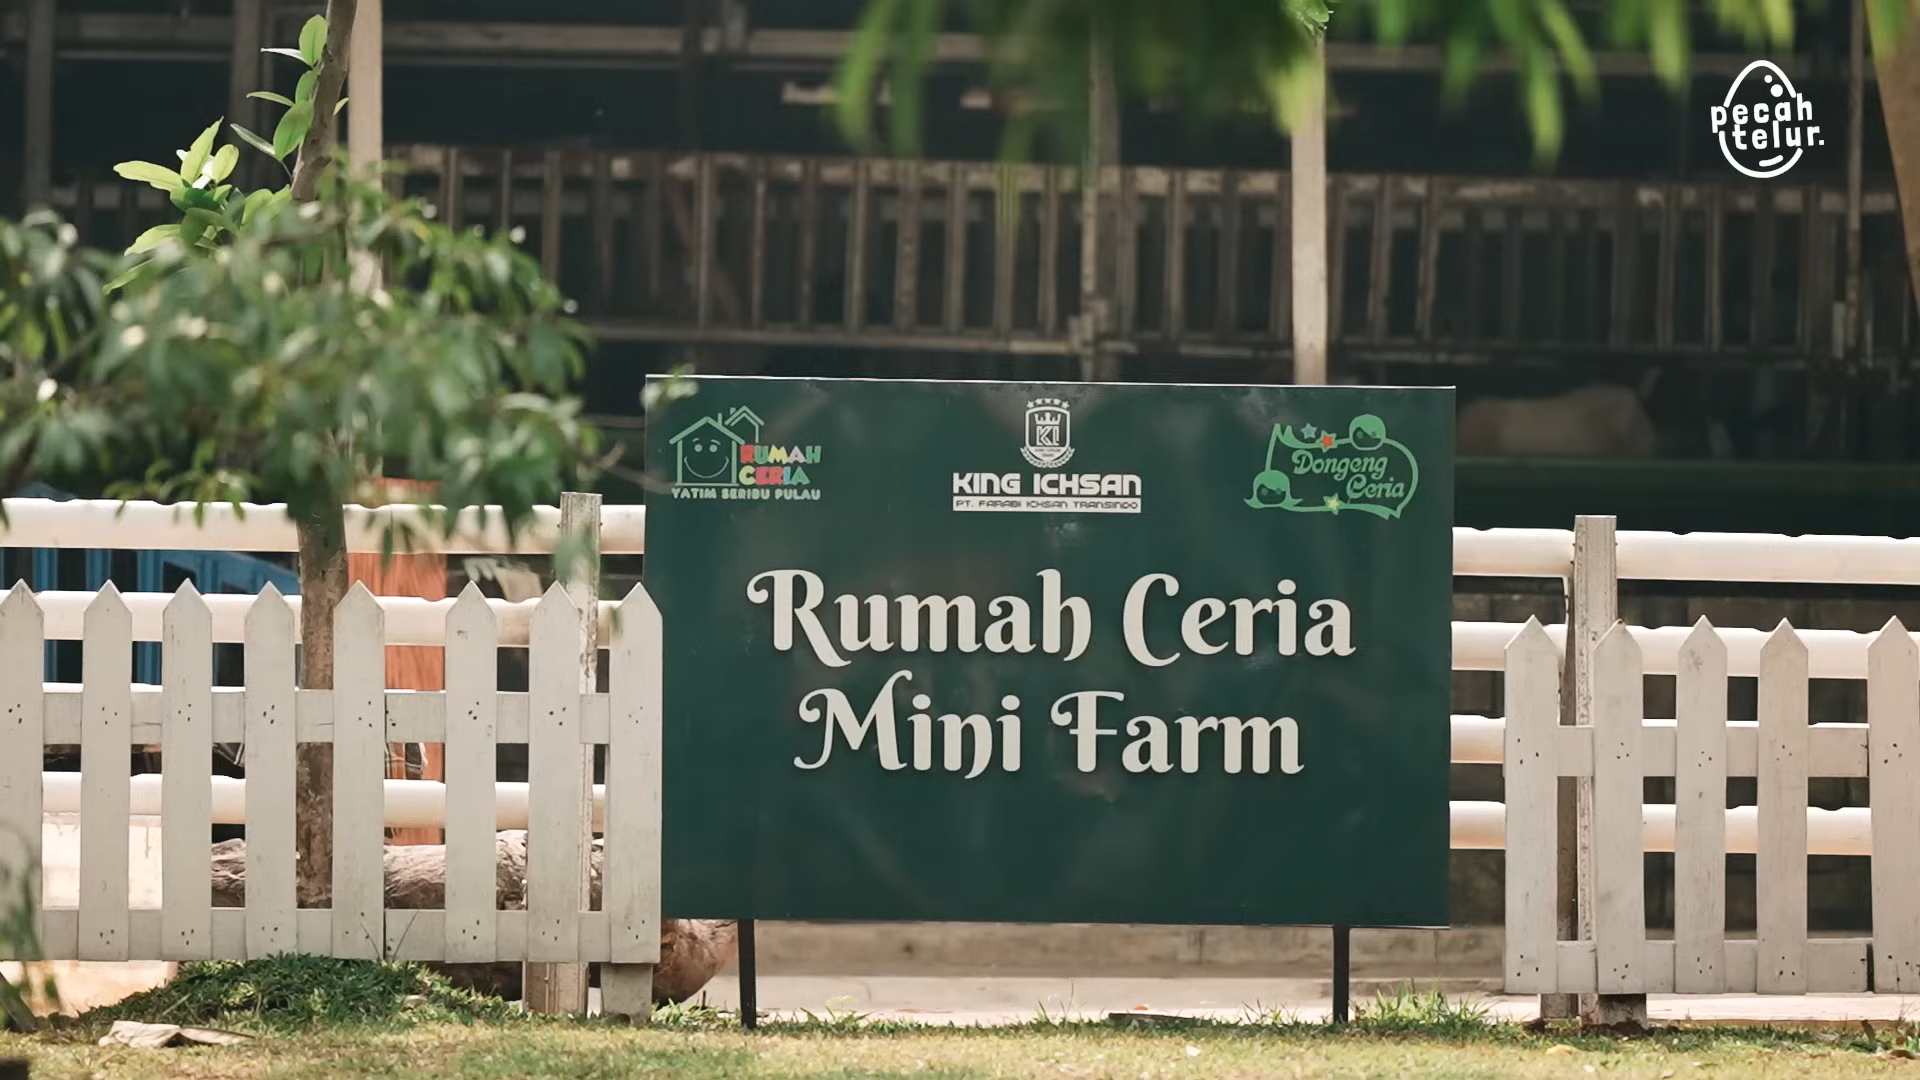 pecah
telur.
RUMAH
CERIA
YATIM SERIBU PULAU
KI
KING ICHSAN
PT. FARABI ICHSAN TRANSINDO
Dongeng
Ceria
Rumah Ceria
Mini Farm